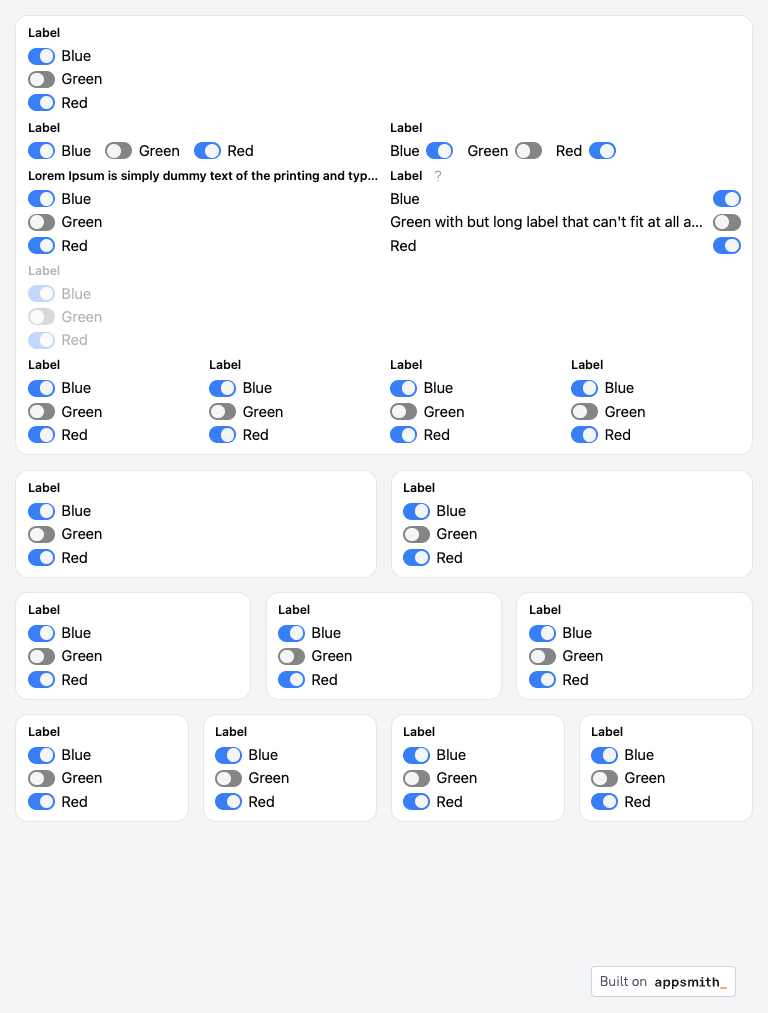 Label
Blue
Green
Red
Label
Blue Green Red
Label
Blue Green Red
Lorem Ipsum is simply dummy text of the printing and typ...
Blue
Green
Red
Label ?
Blue
Green with but long label that can't fit at all a...
Red
Label
Blue
Green
Red
Label
Blue
Green
Red
Label
Blue
Green
Red
Label
Blue
Green
Red
Label
Blue
Green
Red
Label
Blue
Green
Red
Label
Blue
Green
Red
Label
Blue
Green
Red
Label
Blue
Green
Red
Label
Blue
Green
Red
Label
Blue
Green
Red
Label
Blue
Green
Red
Label
Blue
Green
Red
Label
Blue
Green
Red
Built on appsmith_